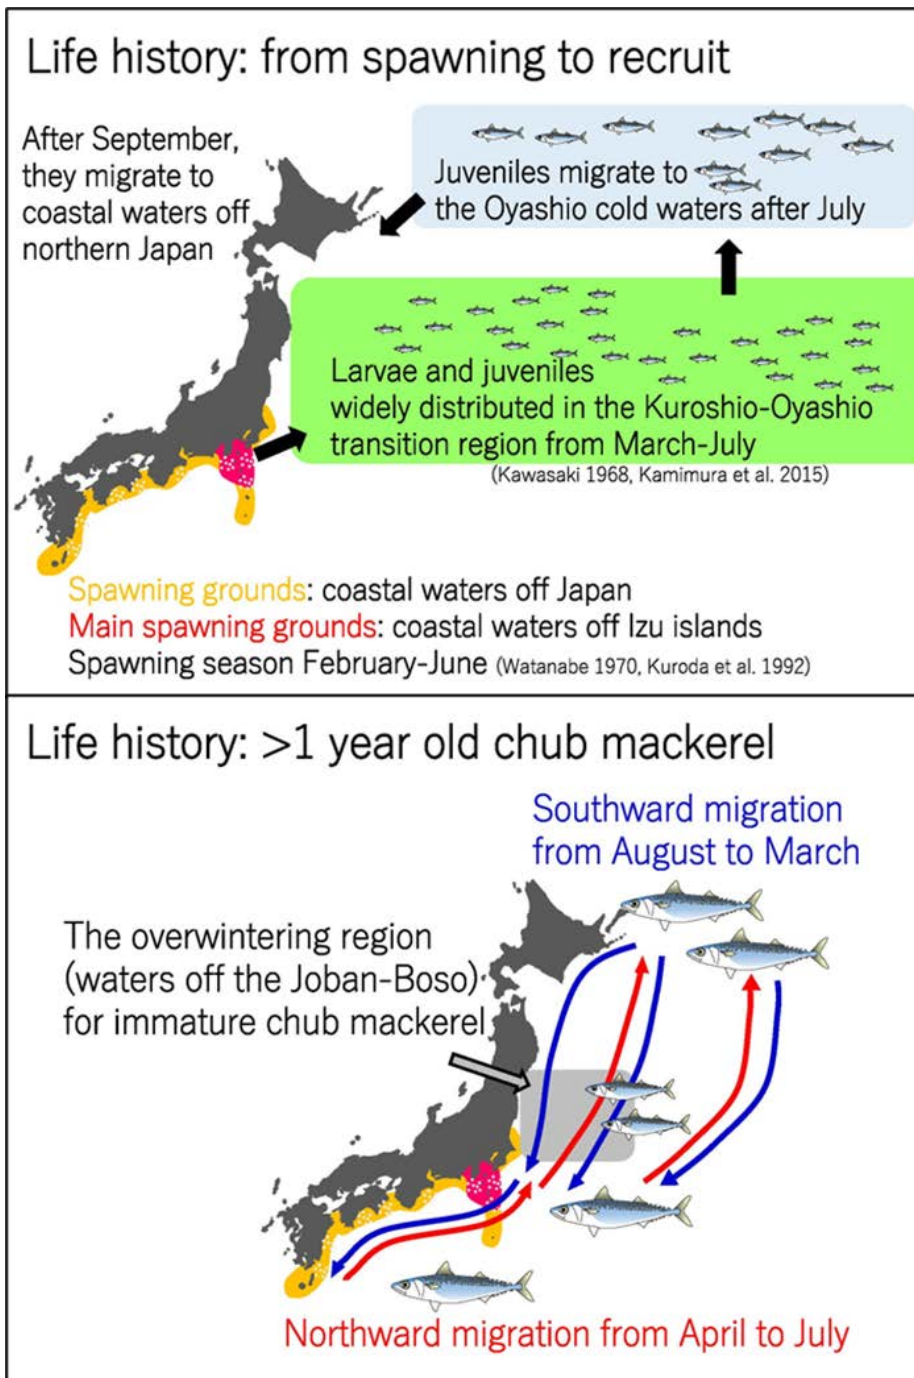 Life history: from spawning to recruit
After September,
they migrate to
coastal waters off
northern Japan
Juveniles migrate to
the Oyashio cold waters after July
Larvae and juveniles
widely distributed in the Kuroshio-Oyashio
transition region from March-July
(Kawasaki 1968, Kamimura et al. 2015)
Spawning grounds: coastal waters off Japan
Main spawning grounds: coastal waters off Izu islands
Spawning season February-June (Watanabe 1970, Kuroda et al. 1992)
Life history: >1 year old chub mackerel
Southward migration
from August to March
The overwintering region
(waters off the Joban-Boso)
for immature chub mackerel
Northward migration from April to July